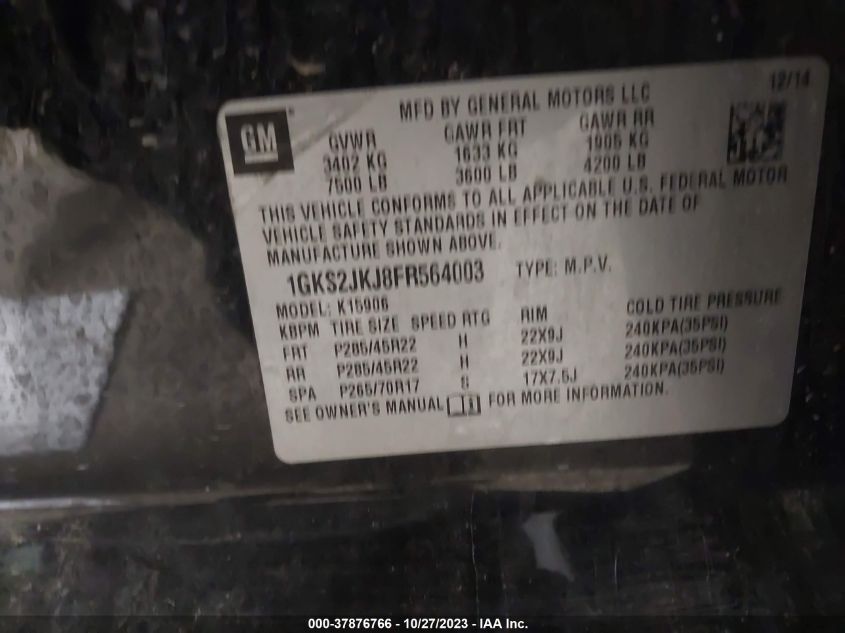 12/14
MFD BY GENERAL MOTORS LLC
GM
GVWR GAWR FRT GAWR RR
3402 KG 1633 KG 1905 KG
7500 LB 3600 LB 4200 LB
THIS VEHICLE CONFORMS TO ALL APPLICABLE U.S. FEDERAL MOTOR
VEHICLE SAFETY STANDARDS IN EFFECT ON THE DATE OF
MANUFACTURE SHOWN ABOVE.
1GKS2JKJ8FR564003 TYPE: M.P.V.
MODEL: K15906
KBPM TIRE SIZE SPEED RTG RIM COLD TIRE PRESSURE
FRT P285/45R22 H 22X9J 240KPA(35PSI)
RR P285/45R22 H 22X9J 240KPA(35PSI)
SPA P265/70R17 S 17X7.5J 240KPA(35PSI)
SEE OWNER'S MANUAL FOR MORE INFORMATION.
000-37876766 - 10/27/2023 - IAA Inc.